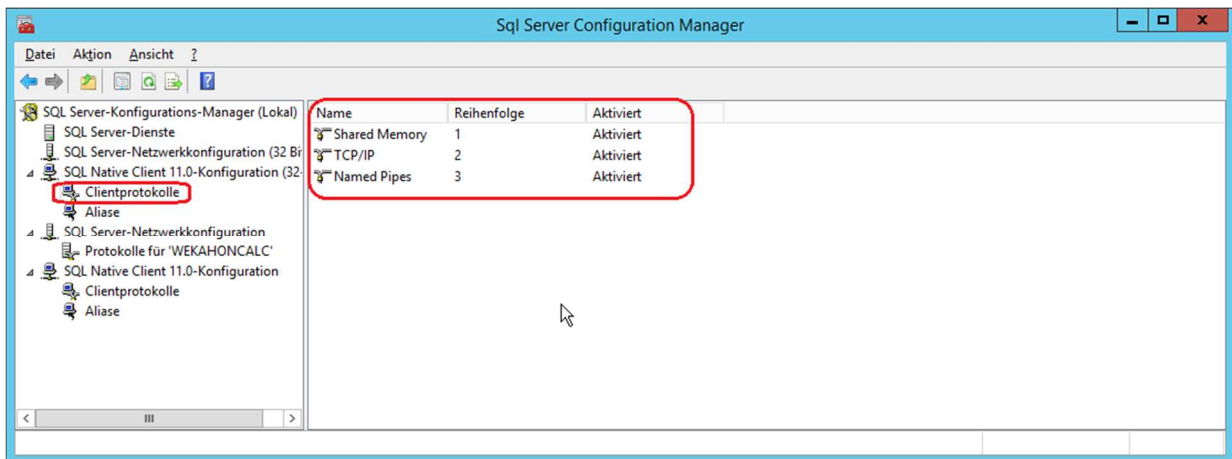 Sql Server Configuration Manager
Datei Aktion Ansicht ?
SQL Server-Konfigurations-Manager (Lokal)
SQL Server-Dienste
SQL Server-Netzwerkkonfiguration (32 Bi
SQL Native Client 11.0-Konfiguration (32-
Clientprotokolle
Aliase
SQL Server-Netzwerkkonfiguration
Protokolle für 'WEKAHONCALC'
SQL Native Client 11.0-Konfiguration
Clientprotokolle
Aliase
Name Reihenfolge Aktiviert
Shared Memory 1 Aktiviert
TCP/IP 2 Aktiviert
Named Pipes 3 Aktiviert